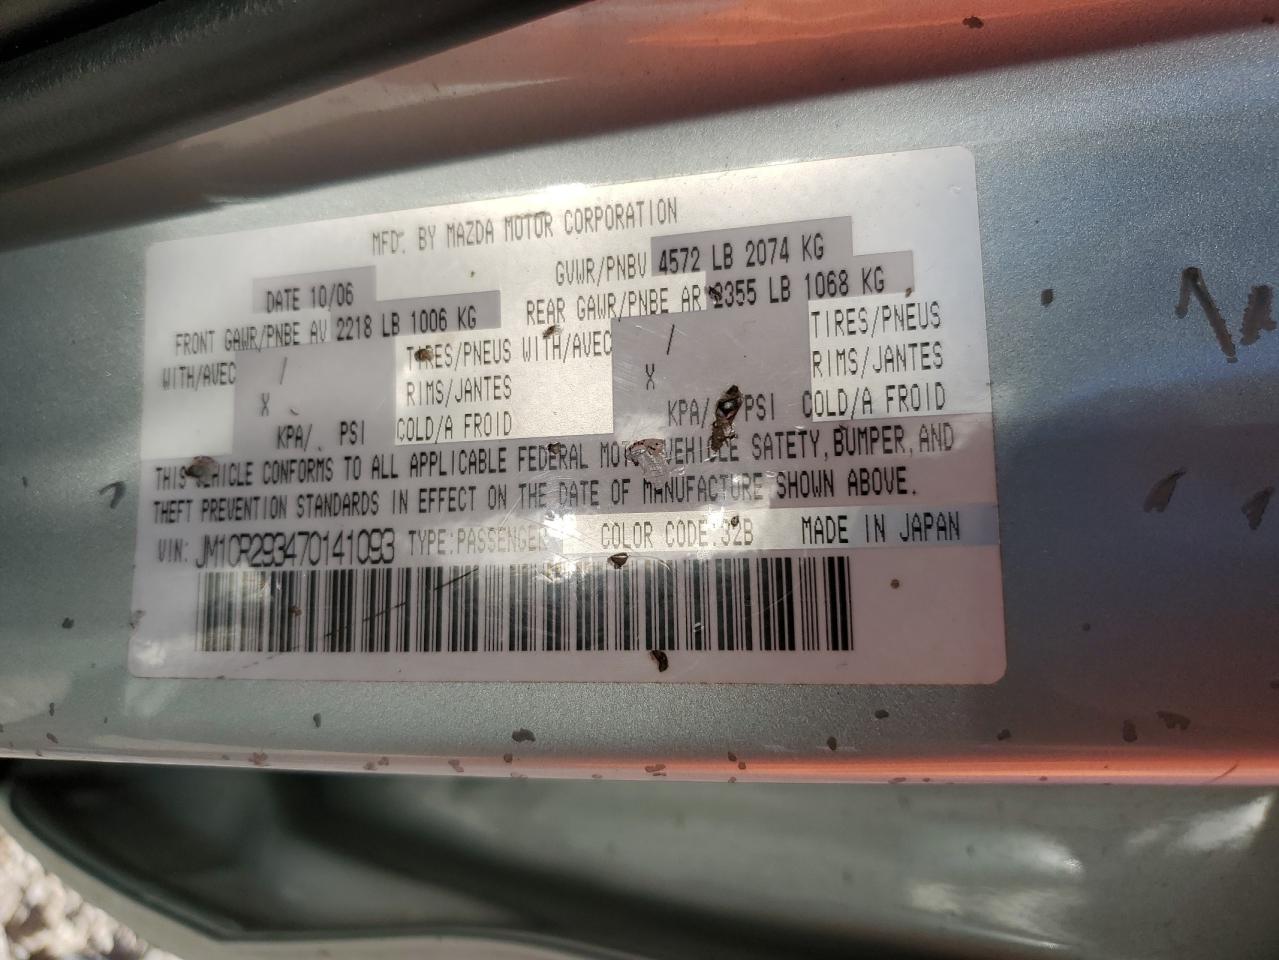 MFD. BY MAZDA MOTOR CORPORATION
DATE 10/06 GVWR/PNBV 4572 LB 2074 KG
FRONT GAWR/PNBE AV 2218 LB 1006 KG REAR GAWR/PNBE AR 2355 LB 1068 KG
WITH/AVEC / TIRES/PNEUS WITH/AVEC / TIRES/PNEUS
X RIMS/JANTES X RIMS/JANTES
KPA/ PSI COLD/A FROID KPA/ PSI COLD/A FROID
THIS VEHICLE CONFORMS TO ALL APPLICABLE FEDERAL MOTOR VEHICLE SATETY, BUMPER, AND
THEFT PREVENTION STANDARDS IN EFFECT ON THE DATE OF MANUFACTURE SHOWN ABOVE.
VIN: JM1CR293470141093 TYPE:PASSENGER COLOR CODE:32B MADE IN JAPAN